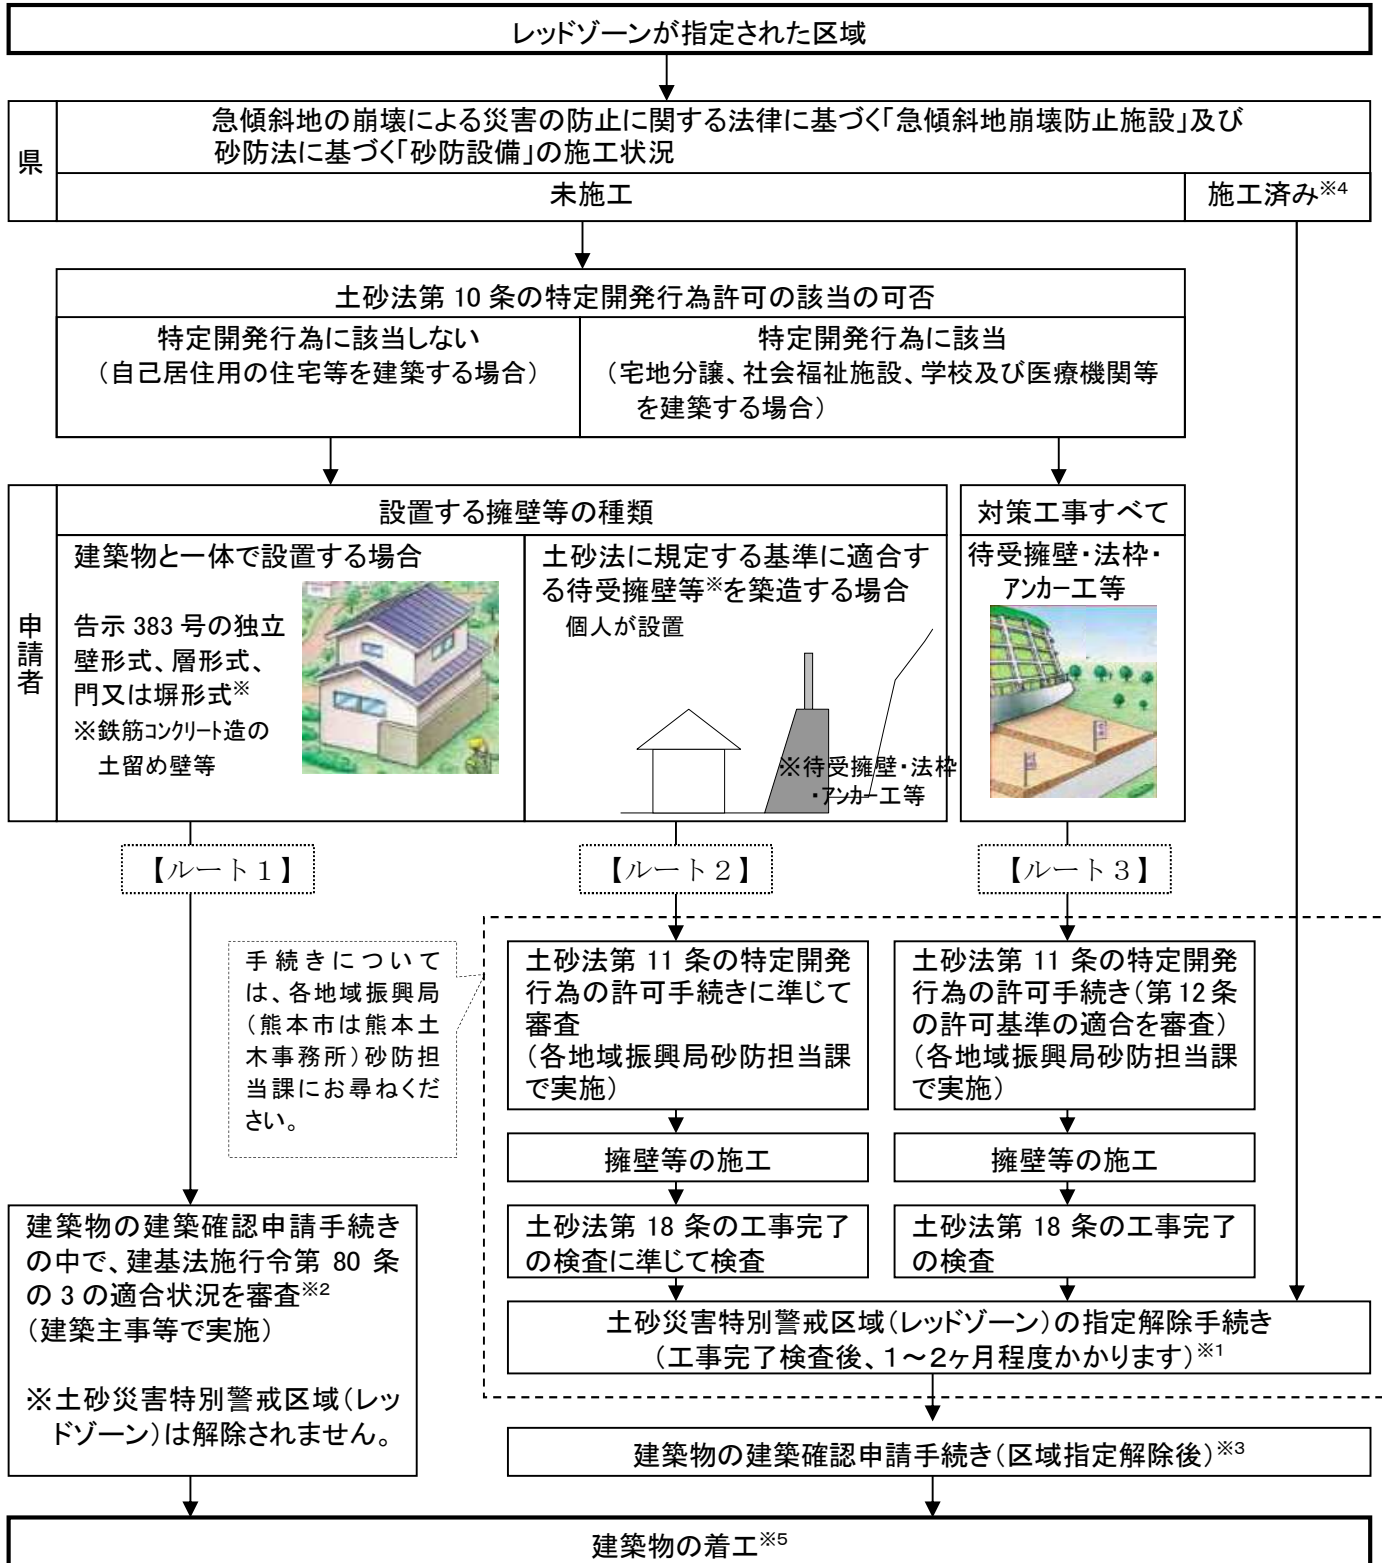 レッドゾーンが指定された区域
県
急傾斜地の崩壊による災害の防止に関する法律に基づく「急傾斜地崩壊防止施設」及び
砂防法に基づく「砂防設備」の施工状況
未施工
施工済み※4
土砂法第 10 条の特定開発行為許可の該当の可否
特定開発行為に該当しない
（自己居住用の住宅等を建築する場合）
特定開発行為に該当
（宅地分譲、社会福祉施設、学校及び医療機関等
を建築する場合）
申請者
設置する擁壁等の種類
建築物と一体で設置する場合
告示 383 号の独立
壁形式、層形式、
門又は塀形式※
※鉄筋コンクリート造の
土留め壁等
土砂法に規定する基準に適合す
る待受擁壁等※を築造する場合
個人が設置
※待受擁壁・法枠
・アンカー工等
対策工事すべて
待受擁壁・法枠・
アンカー工等
【ルート１】
【ルート２】
【ルート３】
手続きについて
は、各地域振興局
（熊本市は熊本土
木事務所）砂防担
当課にお尋ねくだ
さい。
土砂法第 11 条の特定開発
行為の許可手続きに準じて
審査
（各地域振興局砂防担当課
で実施）
擁壁等の施工
土砂法第 18 条の工事完了
の検査に準じて検査
土砂法第 11 条の特定開発
行為の許可手続き（第 12 条
の許可基準の適合を審査）
（各地域振興局砂防担当課
で実施）
擁壁等の施工
土砂法第 18 条の工事完了
の検査
建築物の建築確認申請手続き
の中で、建基法施行令第 80 条
の 3 の適合状況を審査※2
（建築主事等で実施）
※土砂災害特別警戒区域（レッ
ドゾーン）は解除されません。
土砂災害特別警戒区域（レッドゾーン）の指定解除手続き
（工事完了検査後、１～２ヶ月程度かかります）※1
建築物の建築確認申請手続き（区域指定解除後）※3
建築物の着工※5